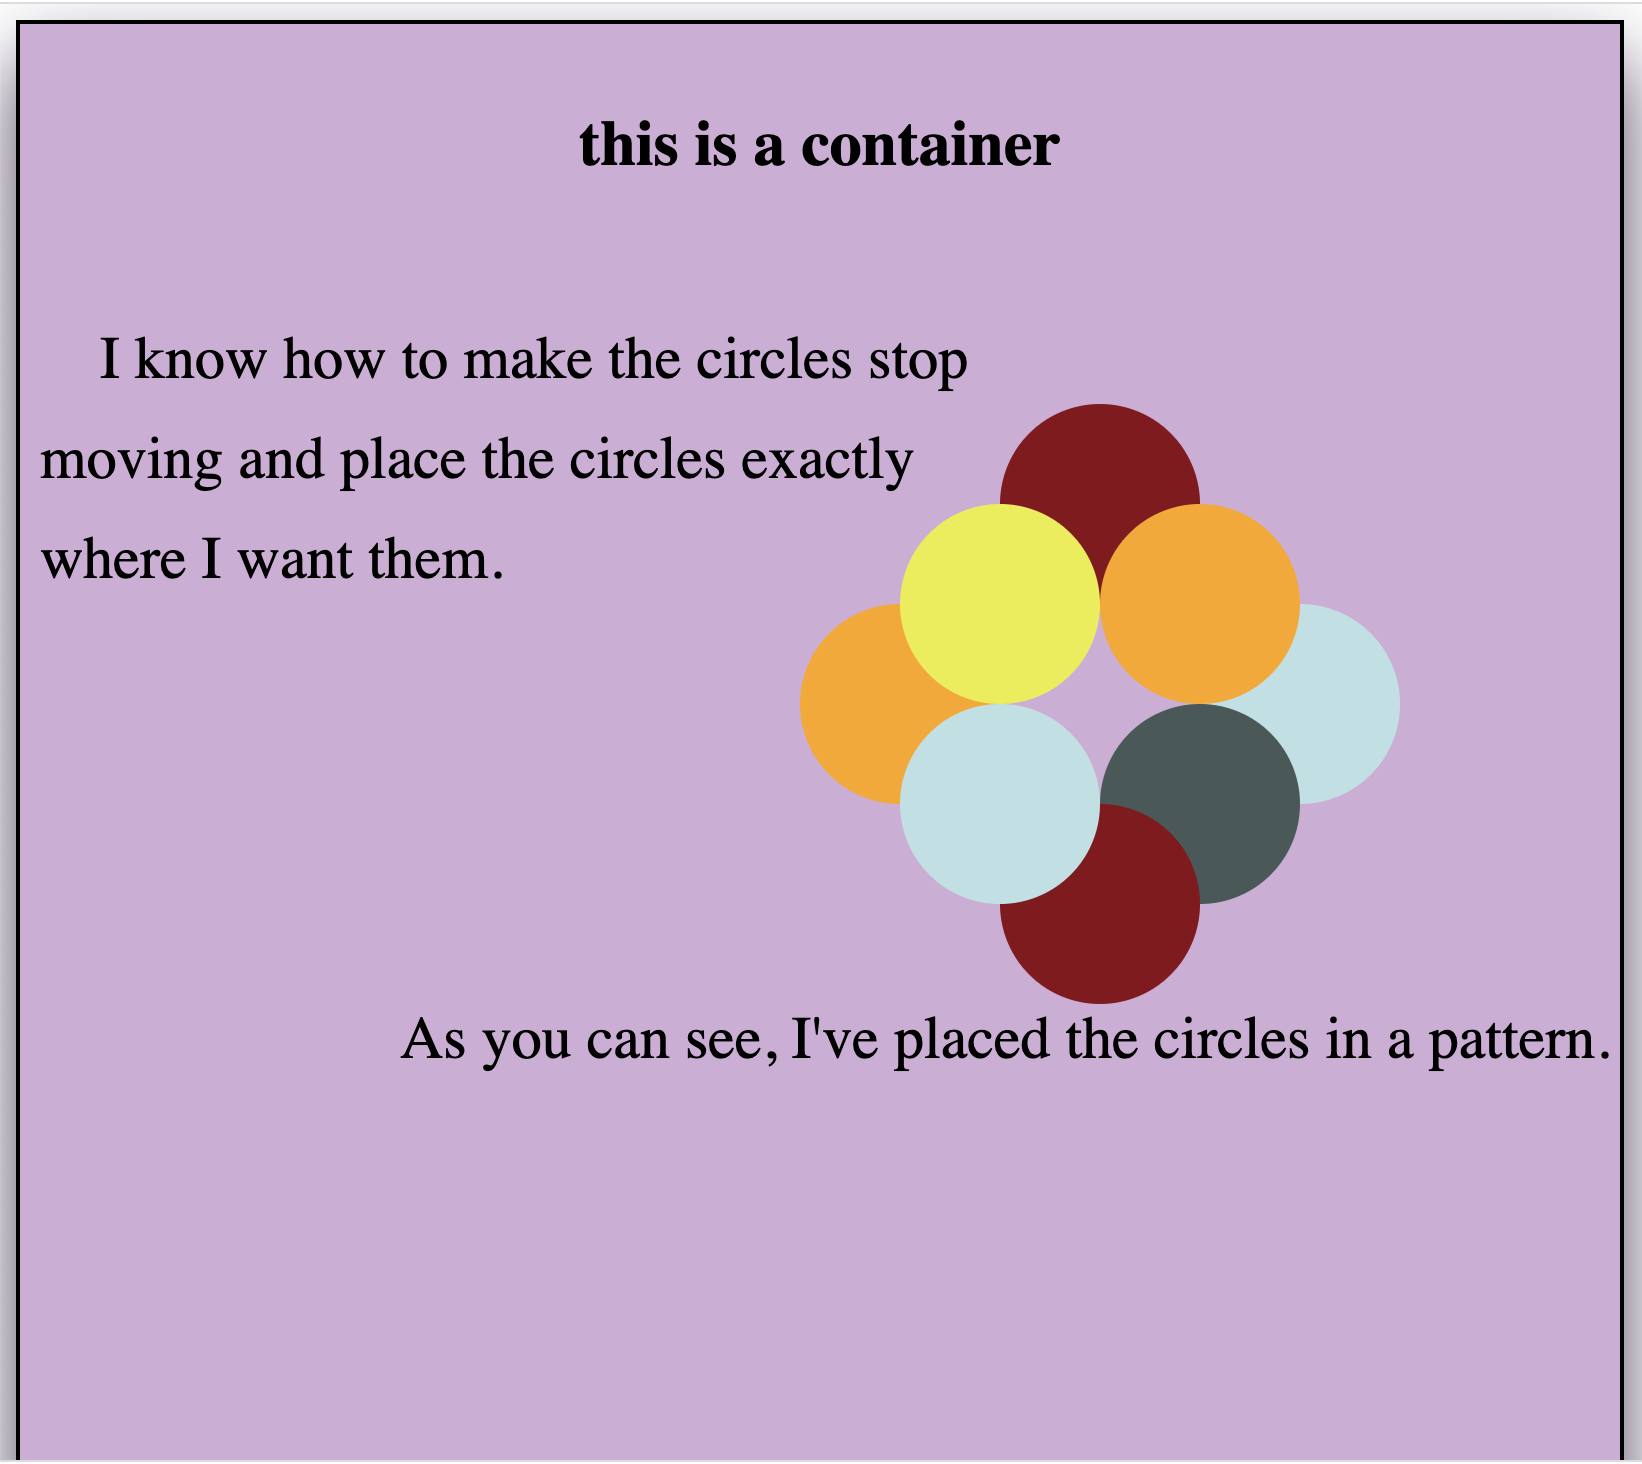 this is a container
I know how to make the circles stop
moving and place the circles exactly
where I want them.
As you can see, I've placed the circles in a pattern.